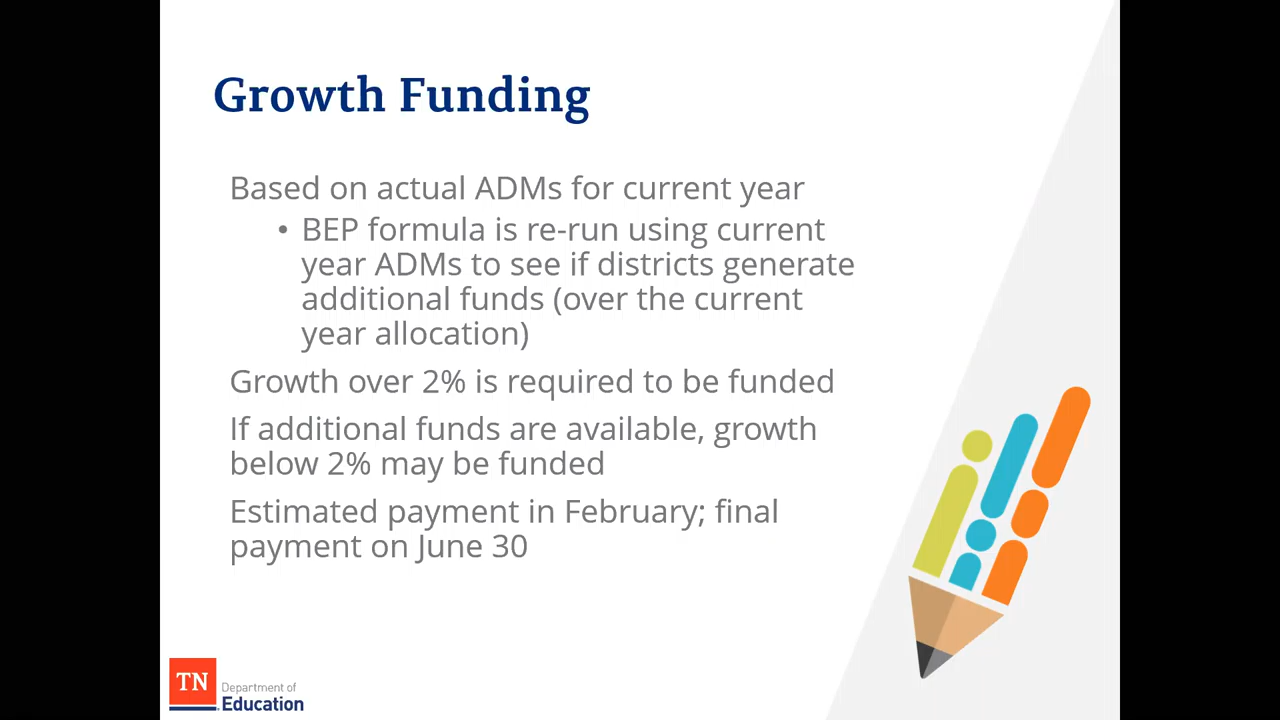 Growth Funding
Based on actual ADMs for current year
• BEP formula is re-run using current
year ADMs to see if districts generate
additional funds (over the current
year allocation)
Growth over 2% is required to be funded
If additional funds are available, growth
below 2% may be funded
Estimated payment in February; final
payment on June 30
TN
Department of
Education